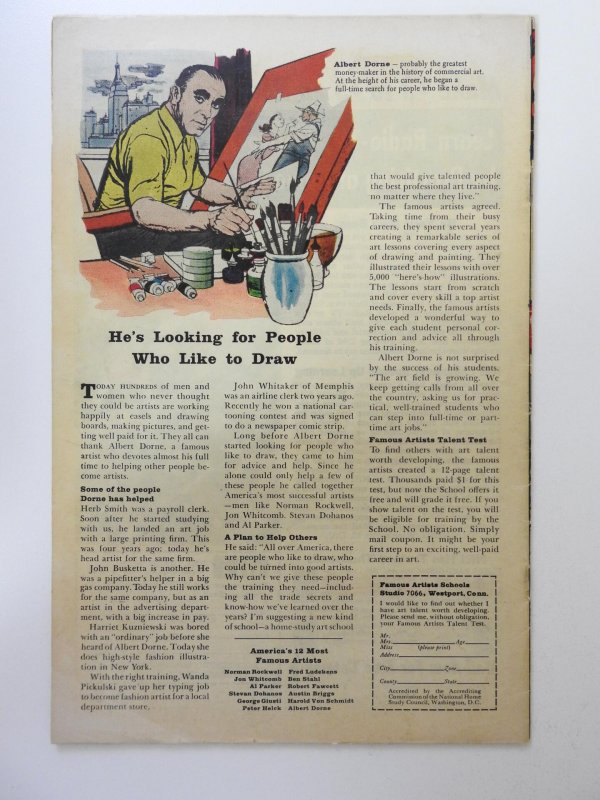 Albert Dorne — probably the greatest
money-maker in the history of commercial art.
At the height of his career, he began a
full-time search for people who like to draw.
He's Looking for People
Who Like to Draw
TODAY HUNDREDS of men and
women who never thought
they could be artists are working
happily at easels and drawing
boards, making pictures, and get-
ting well paid for it. They all can
thank Albert Dorne, a famous
artist who devotes almost his full
time to helping other people be-
come artists.
Some of the people
Dorne has helped
Herb Smith was a payroll clerk.
Soon after he started studying
with us, he landed an art job
with a large printing firm. This
was four years ago; today he's
head artist for the same firm.
John Busketta is another. He
was a pipefitter's helper in a big
gas company. Today he still works
for the same company, but as an
artist in the advertising depart-
ment, with a big increase in pay.
Harriet Kuzniewski was bored
with an "ordinary" job before she
heard of Albert Dorne. Today she
does high-style fashion illustra-
tion in New York.
With the right training, Wanda
Pickulski gave up her typing job
to become fashion artist for a local
department store.
John Whitaker of Memphis
was an airline clerk two years ago.
Recently he won a national car-
tooning contest and was signed
to do a newspaper comic strip.
Long before Albert Dorne
started looking for people who
like to draw, they came to him
for advice and help. Since he
alone could only help a few of
these people he called together
America's most successful artists
—men like Norman Rockwell,
Jon Whitcomb, Stevan Dohanos
and Al Parker.
A Plan to Help Others
He said: "All over America, there
are people who like to draw, who
could be turned into good artists.
Why can't we give these people
the training they need—includ-
ing all the trade secrets and
know-how we've learned over the
years? I'm suggesting a new kind
of school—a home-study art school
America's 12 Most
Famous Artists
Norman Rockwell Fred Ludekens
Jon Whitcomb Ben Stahl
Al Parker Robert Fawcett
Stevan Dohanos Austin Briggs
George Giusti Harold Von Schmidt
Peter Helck Albert Dorne
that would give talented people
the best professional art training,
no matter where they live."
The famous artists agreed.
Taking time from their busy
careers, they spent several years
creating a remarkable series of
art lessons covering every aspect
of drawing and painting. They
illustrated their lessons with over
5,000 "here's-how" illustrations.
The lessons start from scratch
and cover every skill a top artist
needs. Finally, the famous artists
developed a wonderful way to
give each student personal cor-
rection and advice all through
his training.
Albert Dorne is not surprised
by the success of his students.
"The art field is growing. We
keep getting calls from all over
the country, asking us for prac-
tical, well-trained students who
can step into full-time or part-
time art jobs."
Famous Artists Talent Test
To find others with art talent
worth developing, the famous
artists created a 12-page talent
test. Thousands paid $1 for this
test, but now the School offers it
free and will grade it free. If you
show talent on the test, you will
be eligible for training by the
School. No obligation. Simply
mail coupon. It might be your
first step to an exciting, well-paid
career in art.
Famous Artists Schools
Studio 7066, Westport, Conn.
I would like to find out whether I
have art talent worth developing.
Please send me, without obligation,
your Famous Artists Talent Test.
Mr.
Mrs. Age
Miss (please print)
Address
City Zone
County State
Accredited by the Accrediting
Commission of the National Home
Study Council, Washington, D.C.